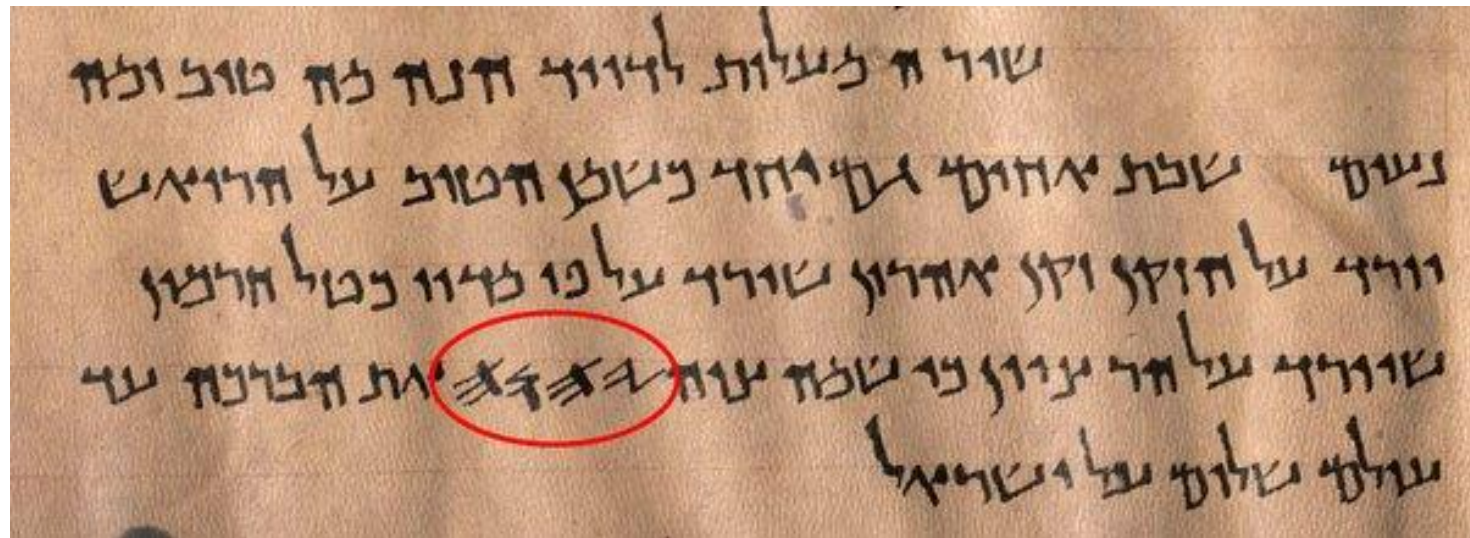 שיר המעלות לדויד הנה מה טוב ומה
נעים שבת אחים גם יחד כשמן הטוב על הרואש
יורד על הזקן זקן אהרון שירד על פי מדיו כטל חרמון
שיורד על הר ציון כי שמה צוה 𐤉𐤄𐤅𐤄 את הברכה עד
עולם שלום על ישראל